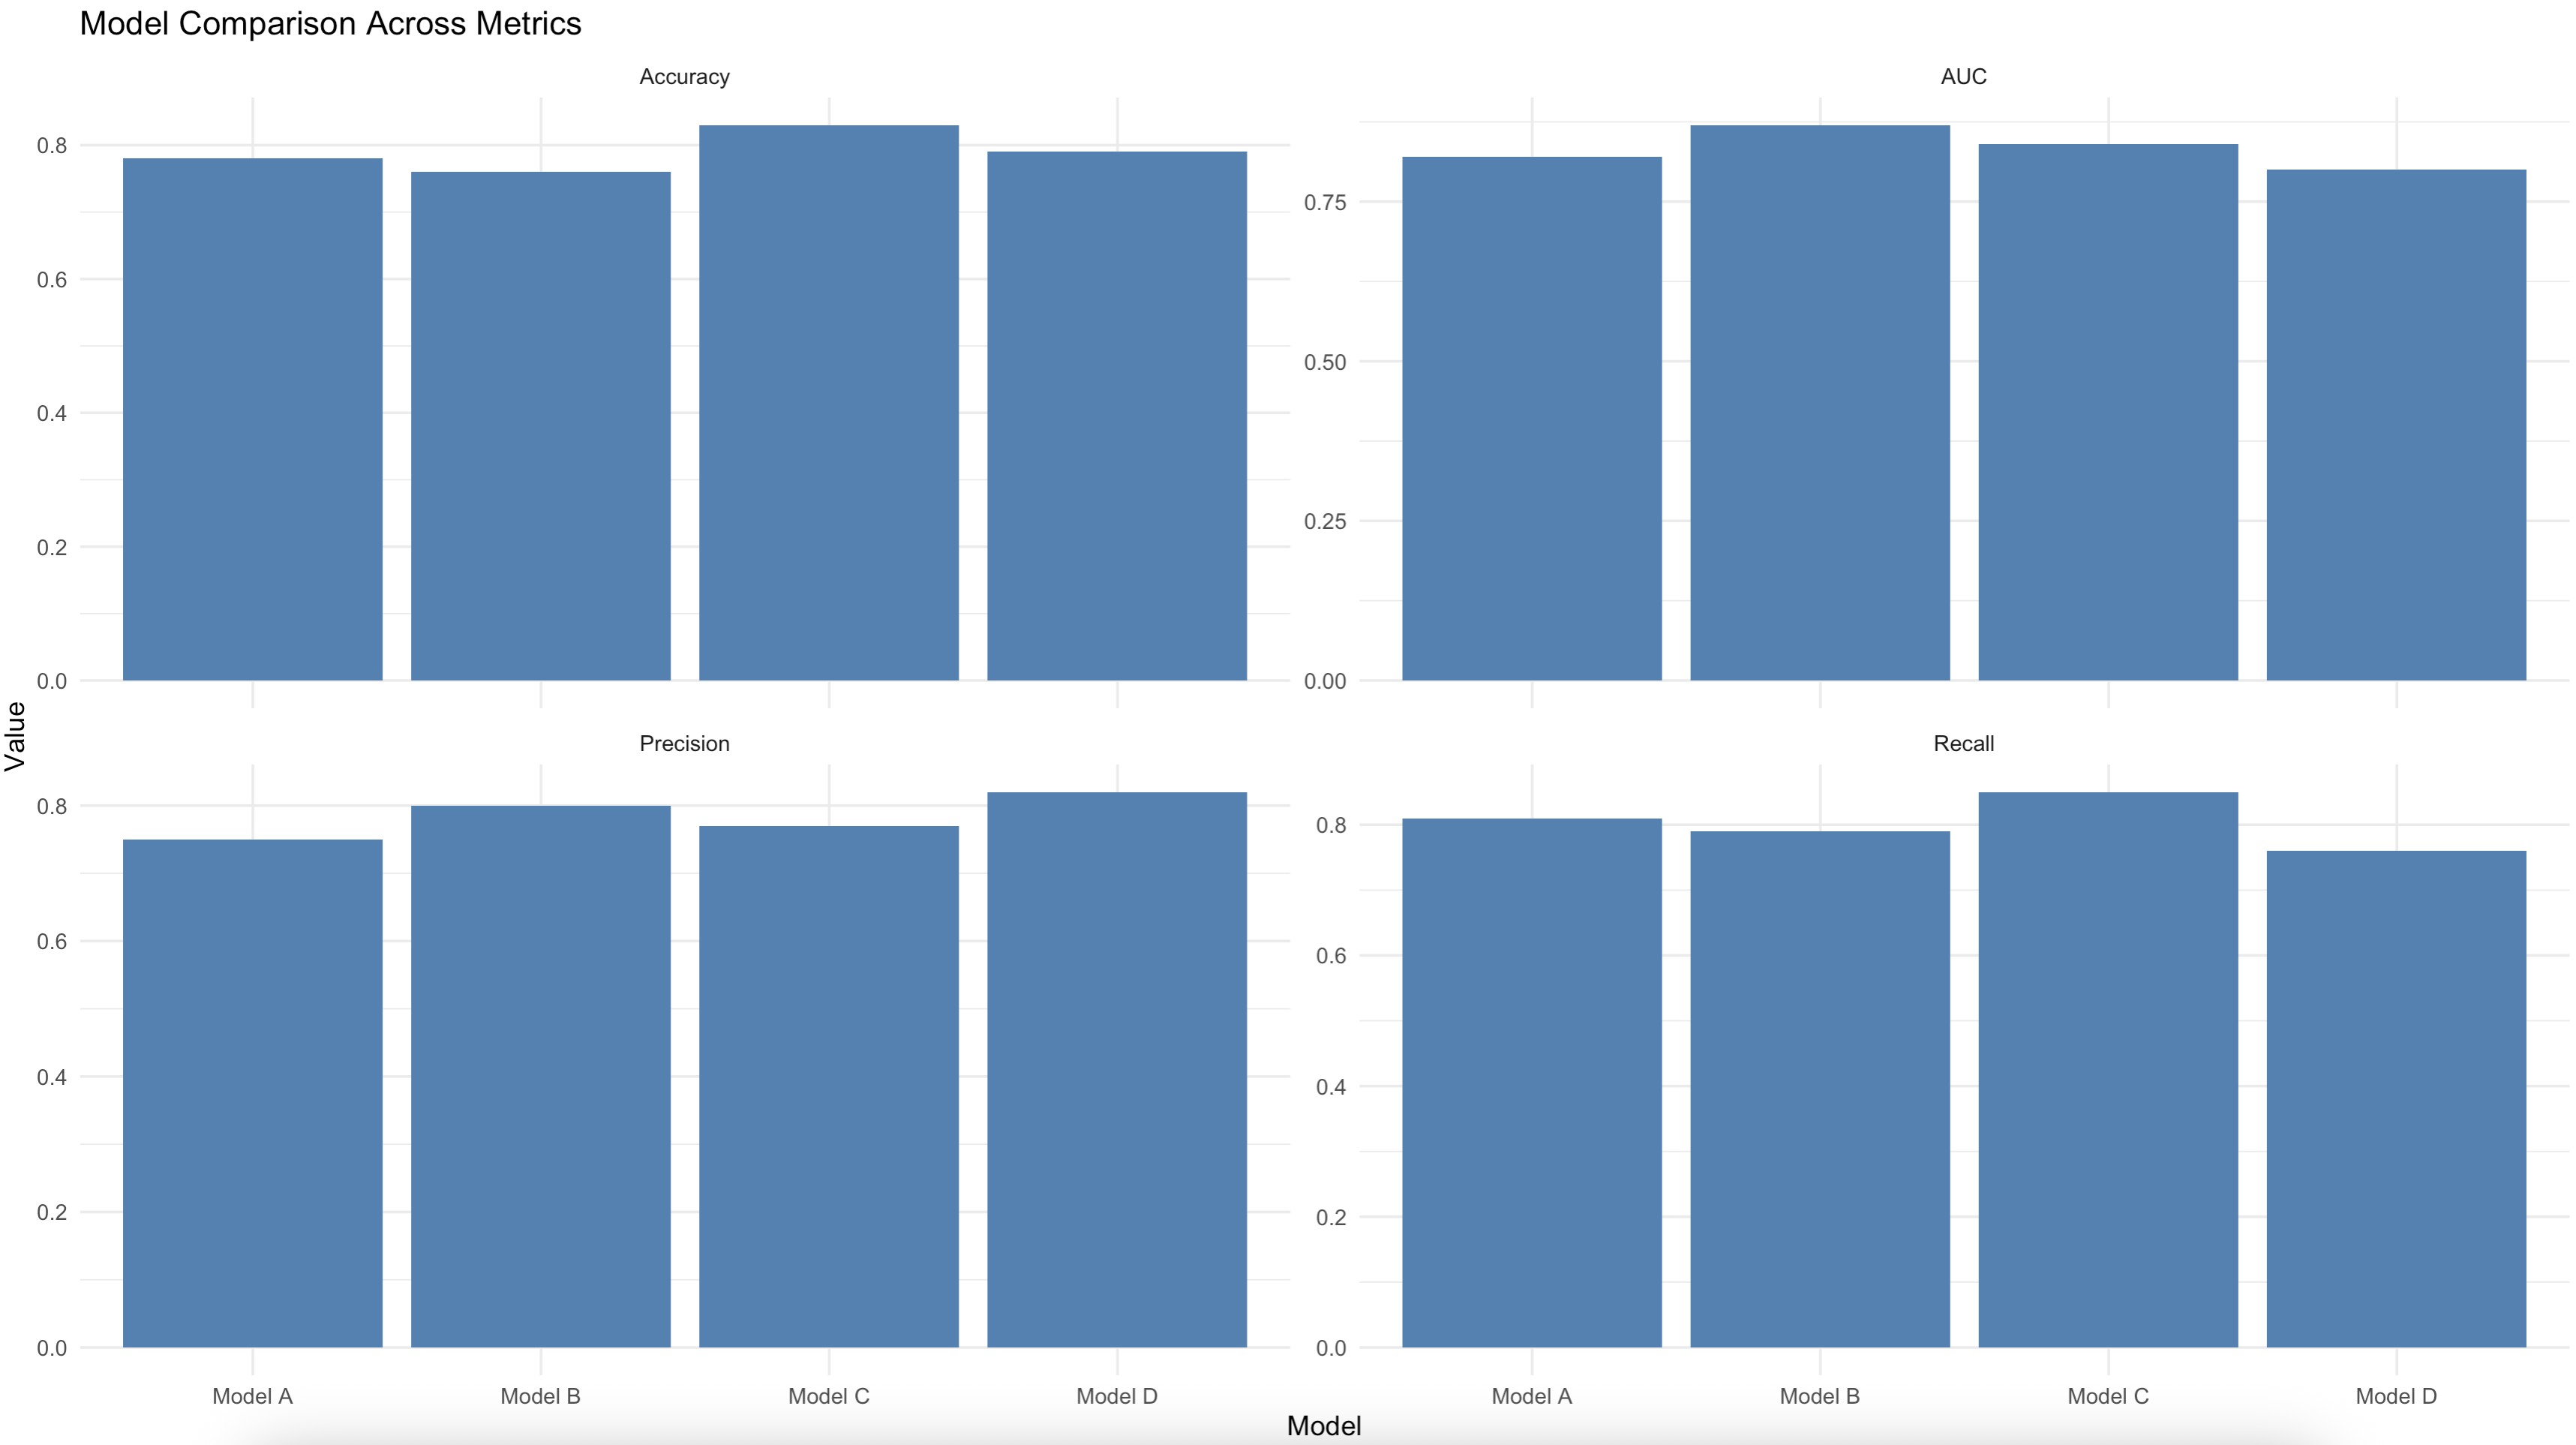 Model Comparison Across Metrics
Accuracy
0.8
0.6
0.4
0.2
0.0
AUC
0.75
0.50
0.25
0.00
Value
Precision
0.8
0.6
0.4
0.2
0.0
Model A Model B Model C Model D
Recall
0.8
0.6
0.4
0.2
0.0
Model A Model B Model C Model D
Model